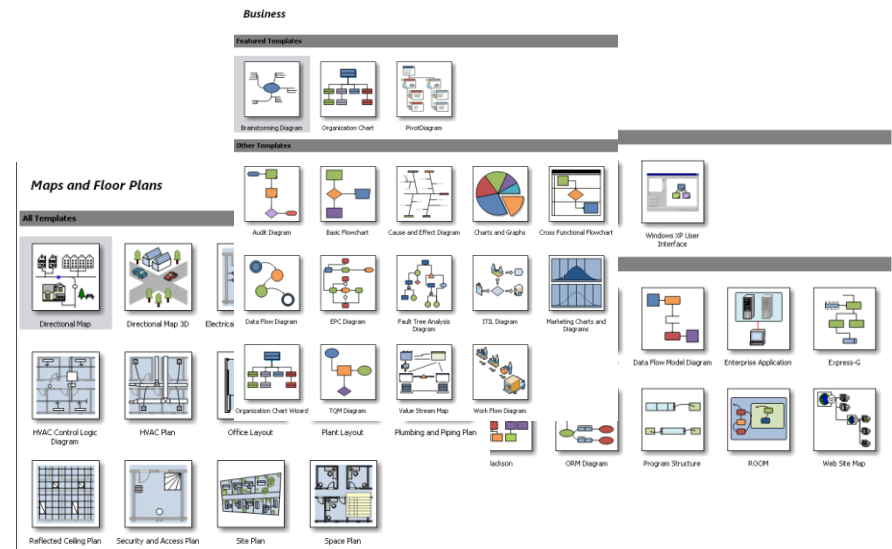 Business
Featured Templates
Brainstorming Diagram
Organization Chart
PivotDiagram
Other Templates
Audit Diagram
Basic Flowchart
Cause and Effect Diagram
Charts and Graphs
Cross Functional Flowchart
Data Flow Diagram
EPC Diagram
Fault Tree Analysis
Diagram
ITIL Diagram
Marketing Charts and
Diagrams
Organization Chart Wizard
TQM Diagram
Value Stream Map
Work Flow Diagram
Maps and Floor Plans
All Templates
Directional Map
Directional Map 3D
HVAC Control Logic
Diagram
HVAC Plan
Office Layout
Plant Layout
Plumbing and Piping Plan
Reflected Ceiling Plan
Security and Access Plan
Site Plan
Space Plan
Windows XP User
Interface
Data Flow Model Diagram
Enterprise Application
Express-G
ORM Diagram
Program Structure
ROOM
Web Site Map